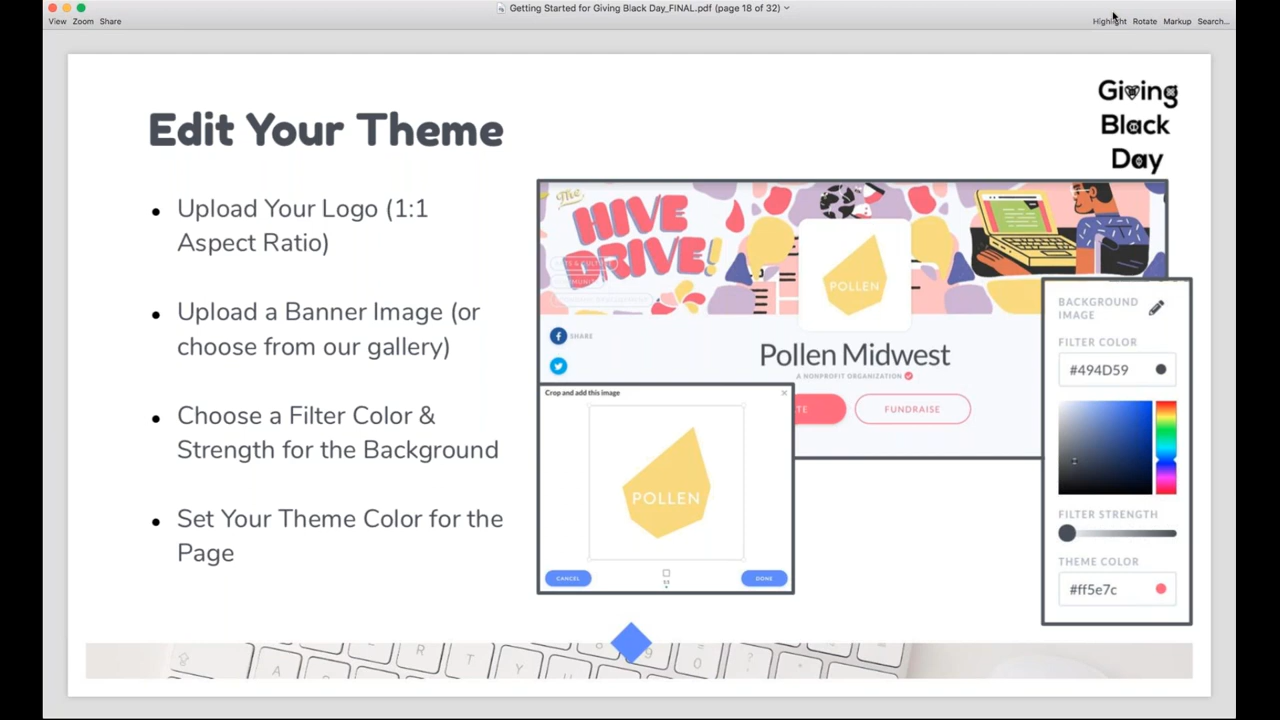 Getting Started for Giving Black Day_FINAL.pdf (page 18 of 32)
View Zoom Share
Highlight Rotate Markup Search...
Giving
Black
Day
Edit Your Theme
• Upload Your Logo (1:1
Aspect Ratio)
• Upload a Banner Image (or
choose from our gallery)
• Choose a Filter Color &
Strength for the Background
• Set Your Theme Color for the
Page
The
HIVE
DRIVE!
POLLEN
SHARE
Pollen Midwest
A NONPROFIT ORGANIZATION
FUNDRAISE
Crop and add this image
POLLEN
CANCEL
DONE
BACKGROUND
IMAGE
FILTER COLOR
#494D59
FILTER STRENGTH
THEME COLOR
#ff5e7c
R T Y 9 0 ?
A